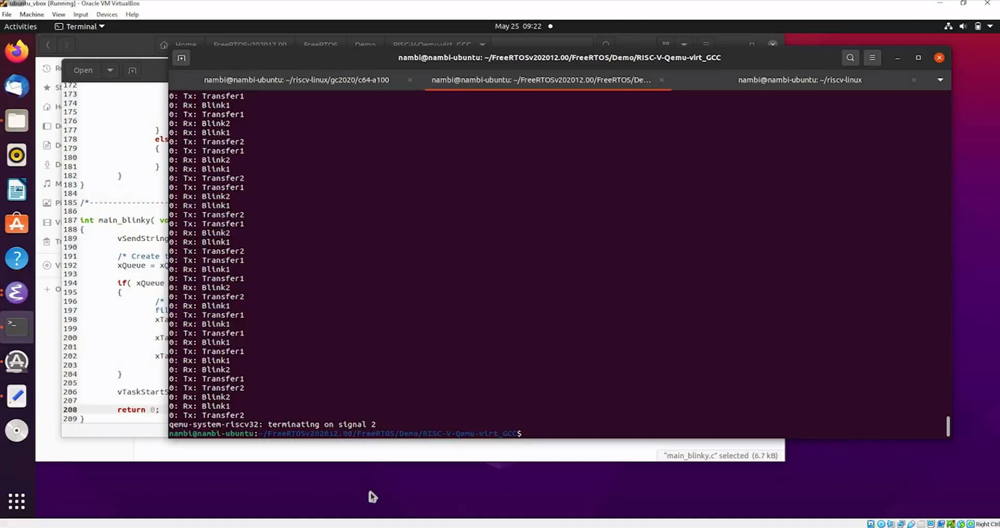 ubuntu_vbox [Running] - Oracle VM VirtualBox
File Machine View Input Devices Help
Activities Terminal May 25 09:22
Home FreeRTOSv202012.00 FreeRTOS Demo RISC-V-Qemu-virt_GCC
nambi@nambi-ubuntu: ~/FreeRTOSv202012.00/FreeRTOS/Demo/RISC-V-Qemu-virt_GCC
Open
nambi@nambi-ubuntu: ~/riscv-linux/gc2020/c64-a100
nambi@nambi-ubuntu: ~/FreeRTOSv202012.00/FreeRTOS/De...
nambi@nambi-ubuntu: ~/riscv-linux
172
173
174
175
176
177 }
178 els
179 {
180
181 }
182 }
183 }
184
185 /*-----------------
186
187 int main_blinky( vo
188 {
189 vSendString
190
191 /* Create t
192 xQueue = xQ
193
194 if( xQueue
195 {
196 /*
197 fil
198 xTa
199
200 xTa
201
202 xTa
203
204 }
205
206 vTaskStartS
207
208 return 0;
209 }
0: Tx: Transfer1
0: Rx: Blink1
0: Tx: Transfer1
0: Rx: Blink2
0: Rx: Blink1
0: Tx: Transfer2
0: Tx: Transfer1
0: Rx: Blink2
0: Rx: Blink1
0: Tx: Transfer2
0: Tx: Transfer1
0: Rx: Blink2
0: Rx: Blink1
0: Tx: Transfer2
0: Tx: Transfer1
0: Rx: Blink2
0: Rx: Blink1
0: Tx: Transfer2
0: Tx: Transfer1
0: Rx: Blink1
0: Tx: Transfer1
0: Rx: Blink2
0: Tx: Transfer2
0: Rx: Blink1
0: Tx: Transfer1
0: Rx: Blink1
0: Tx: Transfer1
0: Rx: Blink1
0: Tx: Transfer1
0: Rx: Blink1
0: Rx: Blink2
0: Tx: Transfer1
0: Tx: Transfer2
0: Rx: Blink2
0: Rx: Blink1
0: Tx: Transfer2
qemu-system-riscv32: terminating on signal 2
nambi@nambi-ubuntu:~/FreeRTOSv202012.00/FreeRTOS/Demo/RISC-V-Qemu-virt_GCC$
"main_blinky.c" selected (6.7 kB)
Right Ctrl